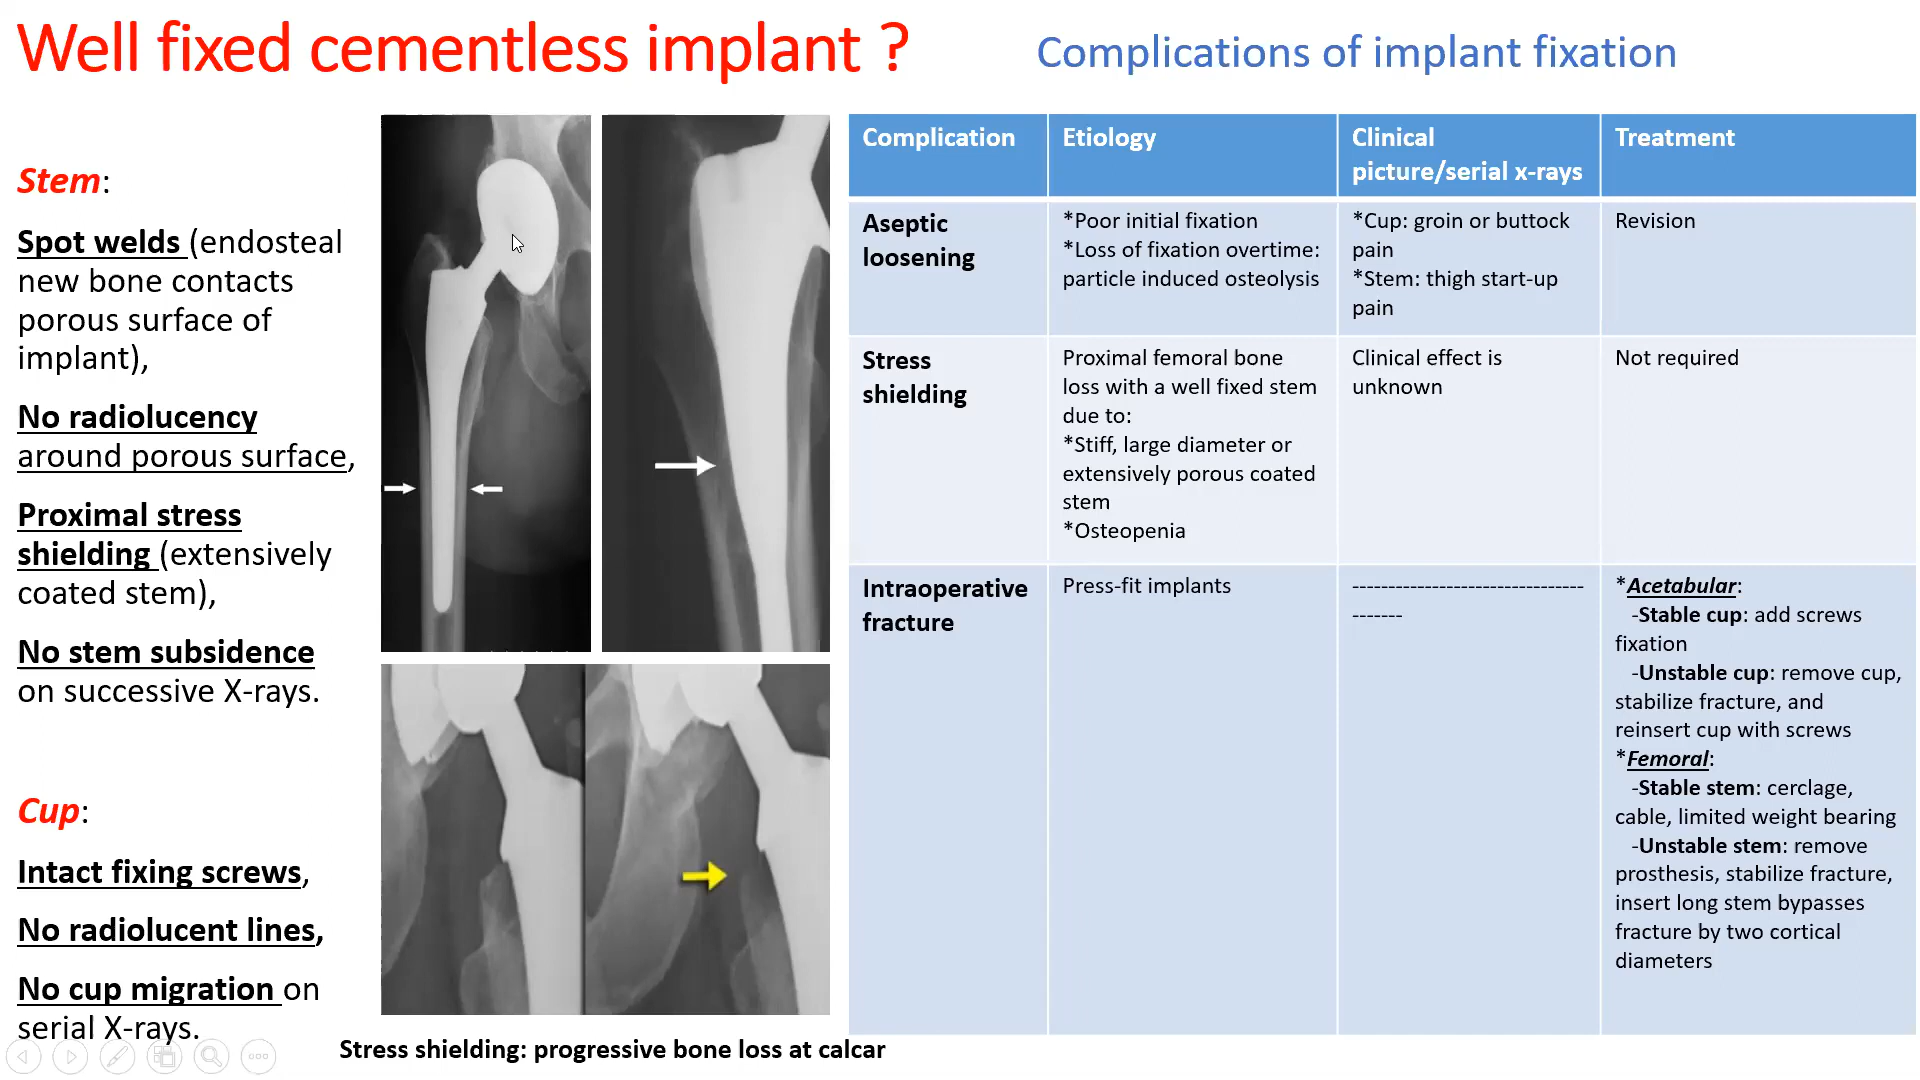 Well fixed cementless implant ?
Complications of implant fixation
Stem:
Spot welds (endosteal
new bone contacts
porous surface of
implant),
No radiolucency
around porous surface,
Proximal stress
shielding (extensively
coated stem),
No stem subsidence
on successive X-rays.
Cup:
Intact fixing screws,
No radiolucent lines,
No cup migration on
serial X-rays.
Stress shielding: progressive bone loss at calcar
Complication
Etiology
Clinical
picture/serial x-rays
Treatment
Aseptic
loosening
*Poor initial fixation
*Loss of fixation overtime:
particle induced osteolysis
*Cup: groin or buttock
pain
*Stem: thigh start-up
pain
Revision
Stress
shielding
Proximal femoral bone
loss with a well fixed stem
due to:
*Stiff, large diameter or
extensively porous coated
stem
*Osteopenia
Clinical effect is
unknown
Not required
Intraoperative
fracture
Press-fit implants
--------------------------------
-------
*Acetabular:
-Stable cup: add screws
fixation
-Unstable cup: remove cup,
stabilize fracture, and
reinsert cup with screws
*Femoral:
-Stable stem: cerclage,
cable, limited weight bearing
-Unstable stem: remove
prosthesis, stabilize fracture,
insert long stem bypasses
fracture by two cortical
diameters